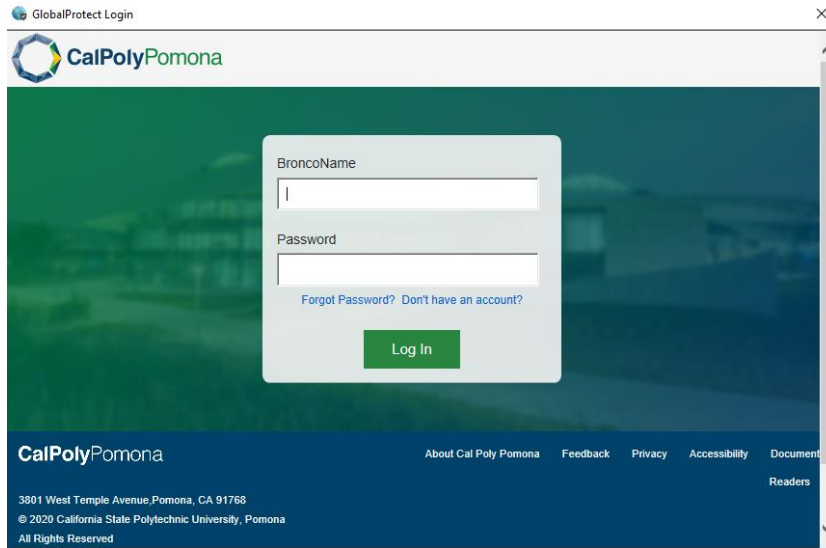 GlobalProtect Login
CalPolyPomona
BroncoName
Password
Forgot Password? Don't have an account?
Log In
CalPolyPomona
About Cal Poly Pomona Feedback Privacy Accessibility Document
Readers
3801 West Temple Avenue,Pomona, CA 91768
© 2020 California State Polytechnic University, Pomona
All Rights Reserved